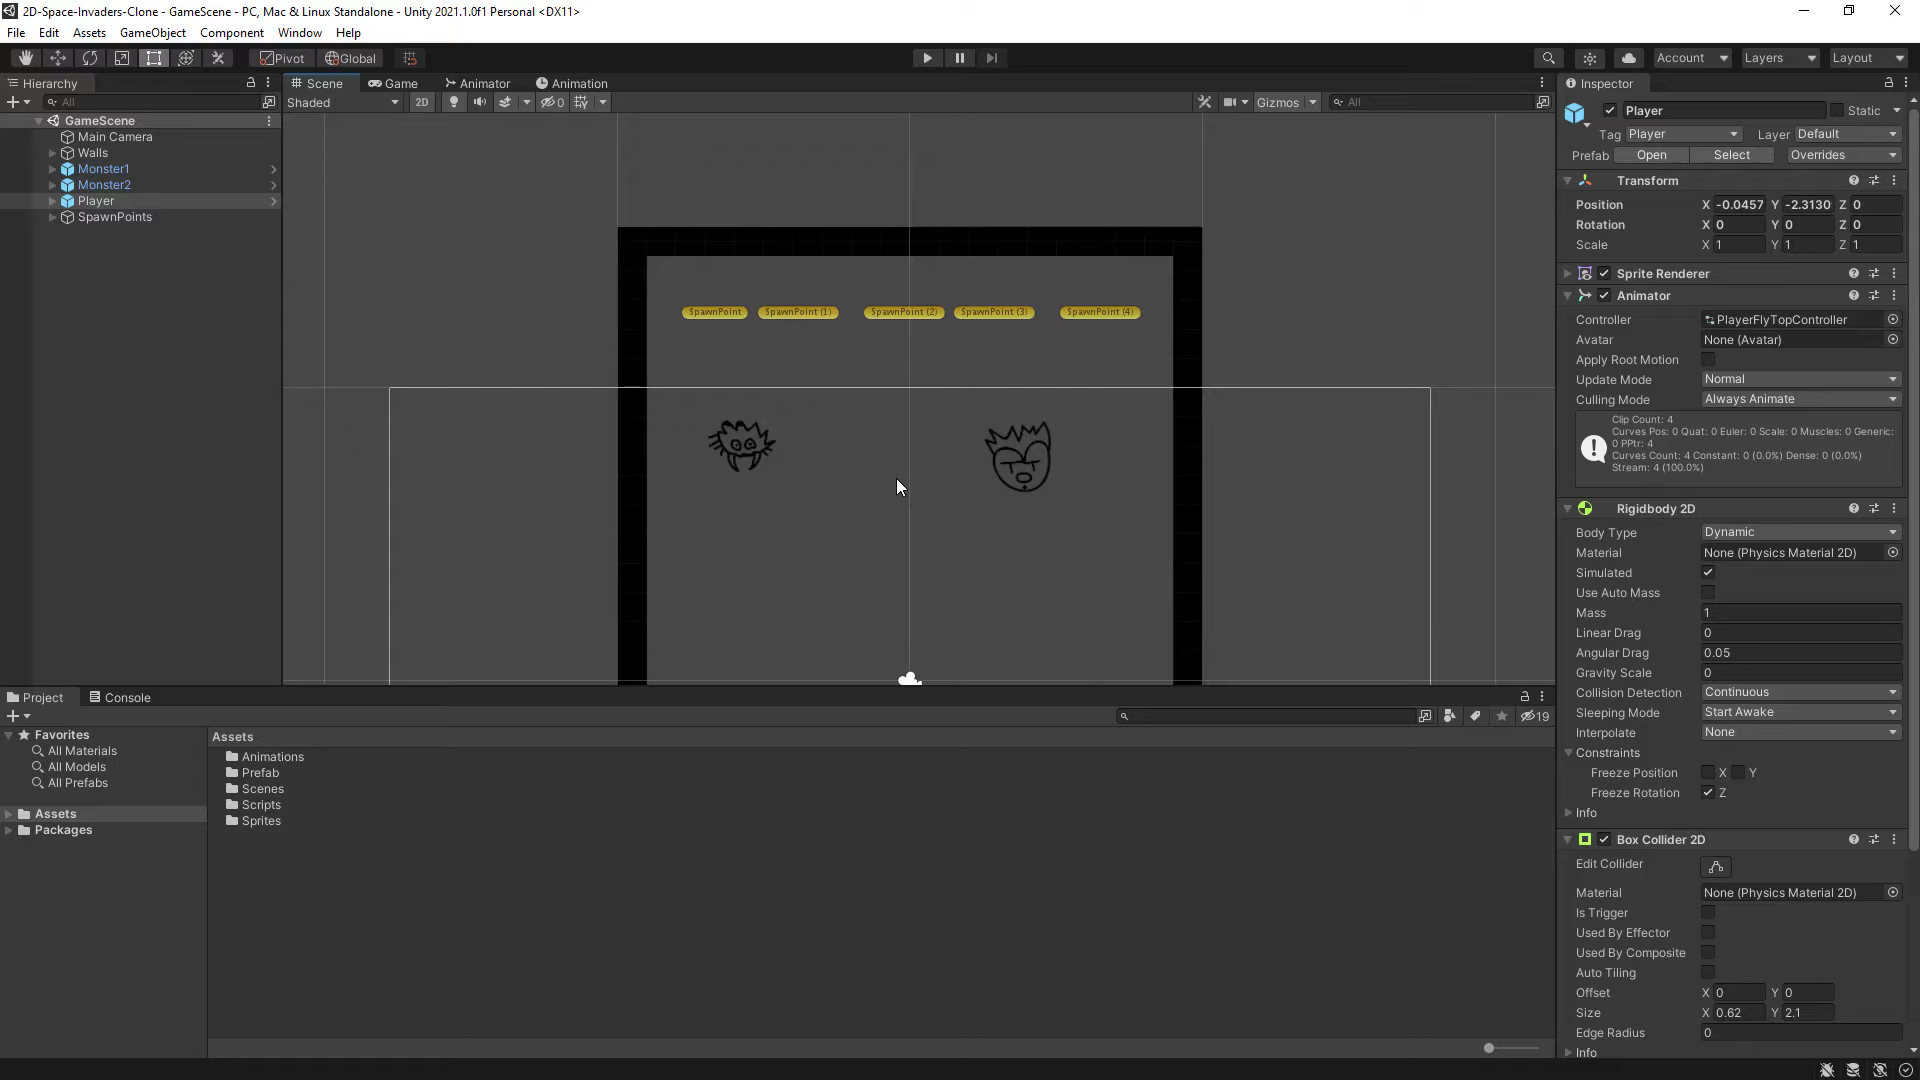 2D-Space-Invaders-Clone - GameScene - PC, Mac & Linux Standalone - Unity 2021.1.0f1 Personal <DX11>
File Edit Assets GameObject Component Window Help
Pivot Global Account Layers Layout
Hierarchy
All
GameScene
Main Camera
Walls
Monster1
Monster2
Player
SpawnPoints
Scene Game Animator Animation
Shaded 2D 0 Gizmos All
SpawnPoint SpawnPoint (1) SpawnPoint (2) SpawnPoint (3) SpawnPoint (4)
Project Console
19
Favorites
All Materials
All Models
All Prefabs
Assets
Packages
Assets
Animations
Prefab
Scenes
Scripts
Sprites
Inspector
Player Static
Tag Player Layer Default
Prefab Open Select Overrides
Transform
Position X -0.0457 Y -2.3130 Z 0
Rotation X 0 Y 0 Z 0
Scale X 1 Y 1 Z 1
Sprite Renderer
Animator
Controller PlayerFlyTopController
Avatar None (Avatar)
Apply Root Motion
Update Mode Normal
Culling Mode Always Animate
Clip Count: 4
Curves Pos: 0 Quat: 0 Euler: 0 Scale: 0 Muscles: 0 Generic:
0 PPtr: 4
Curves Count: 4 Constant: 0 (0.0%) Dense: 0 (0.0%)
Stream: 4 (100.0%)
Rigidbody 2D
Body Type Dynamic
Material None (Physics Material 2D)
Simulated
Use Auto Mass
Mass 1
Linear Drag 0
Angular Drag 0.05
Gravity Scale 0
Collision Detection Continuous
Sleeping Mode Start Awake
Interpolate None
Constraints
Freeze Position X Y
Freeze Rotation Z
Info
Box Collider 2D
Edit Collider
Material None (Physics Material 2D)
Is Trigger
Used By Effector
Used By Composite
Auto Tiling
Offset X 0 Y 0
Size X 0.62 Y 2.1
Edge Radius 0
Info